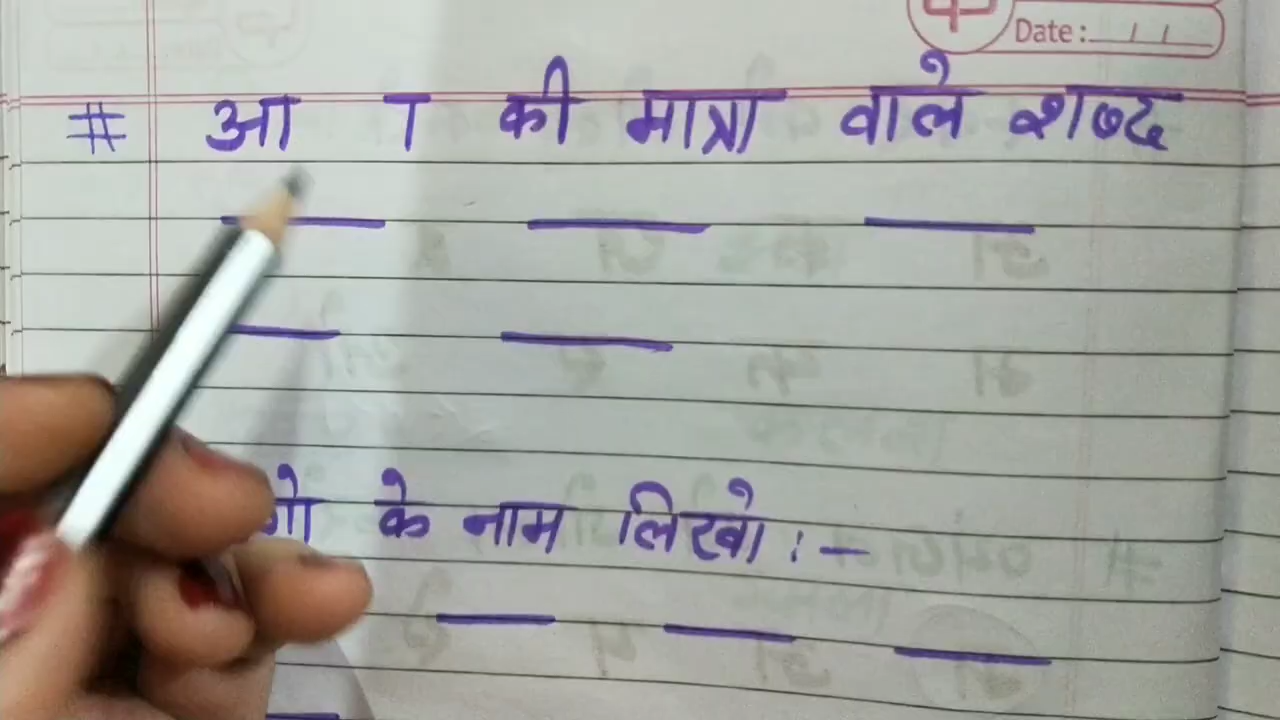 Date : / /
# आ ा की मात्रा वाले शब्द
के नाम लिखो :-